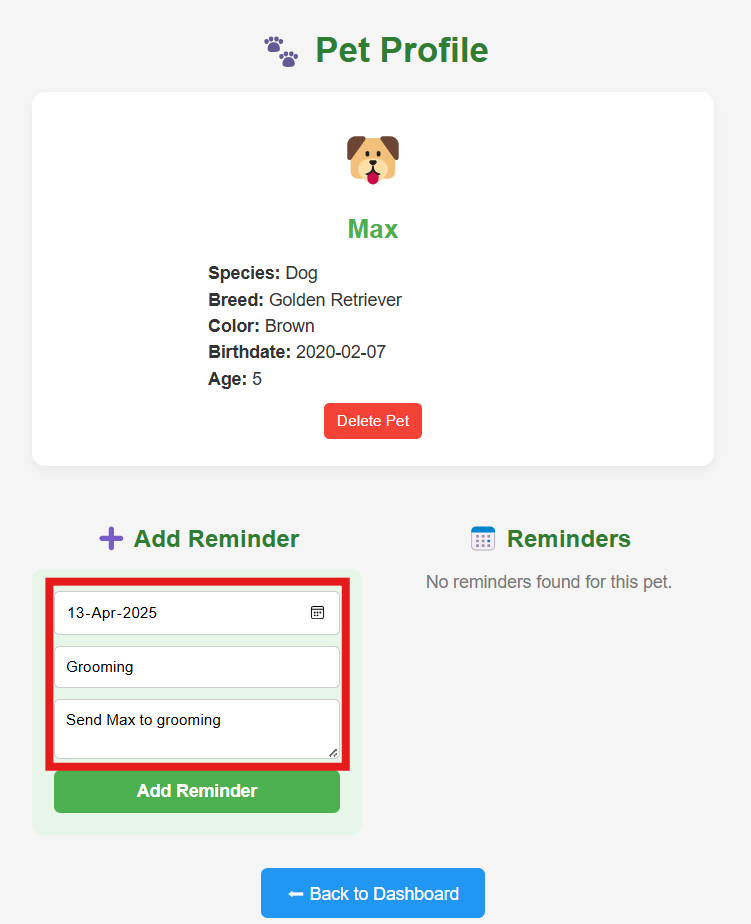 Pet Profile
Max
Species: Dog
Breed: Golden Retriever
Color: Brown
Birthdate: 2020-02-07
Age: 5
Delete Pet
Add Reminder
13-Apr-2025
Grooming
Send Max to grooming
Add Reminder
Reminders
No reminders found for this pet.
Back to Dashboard